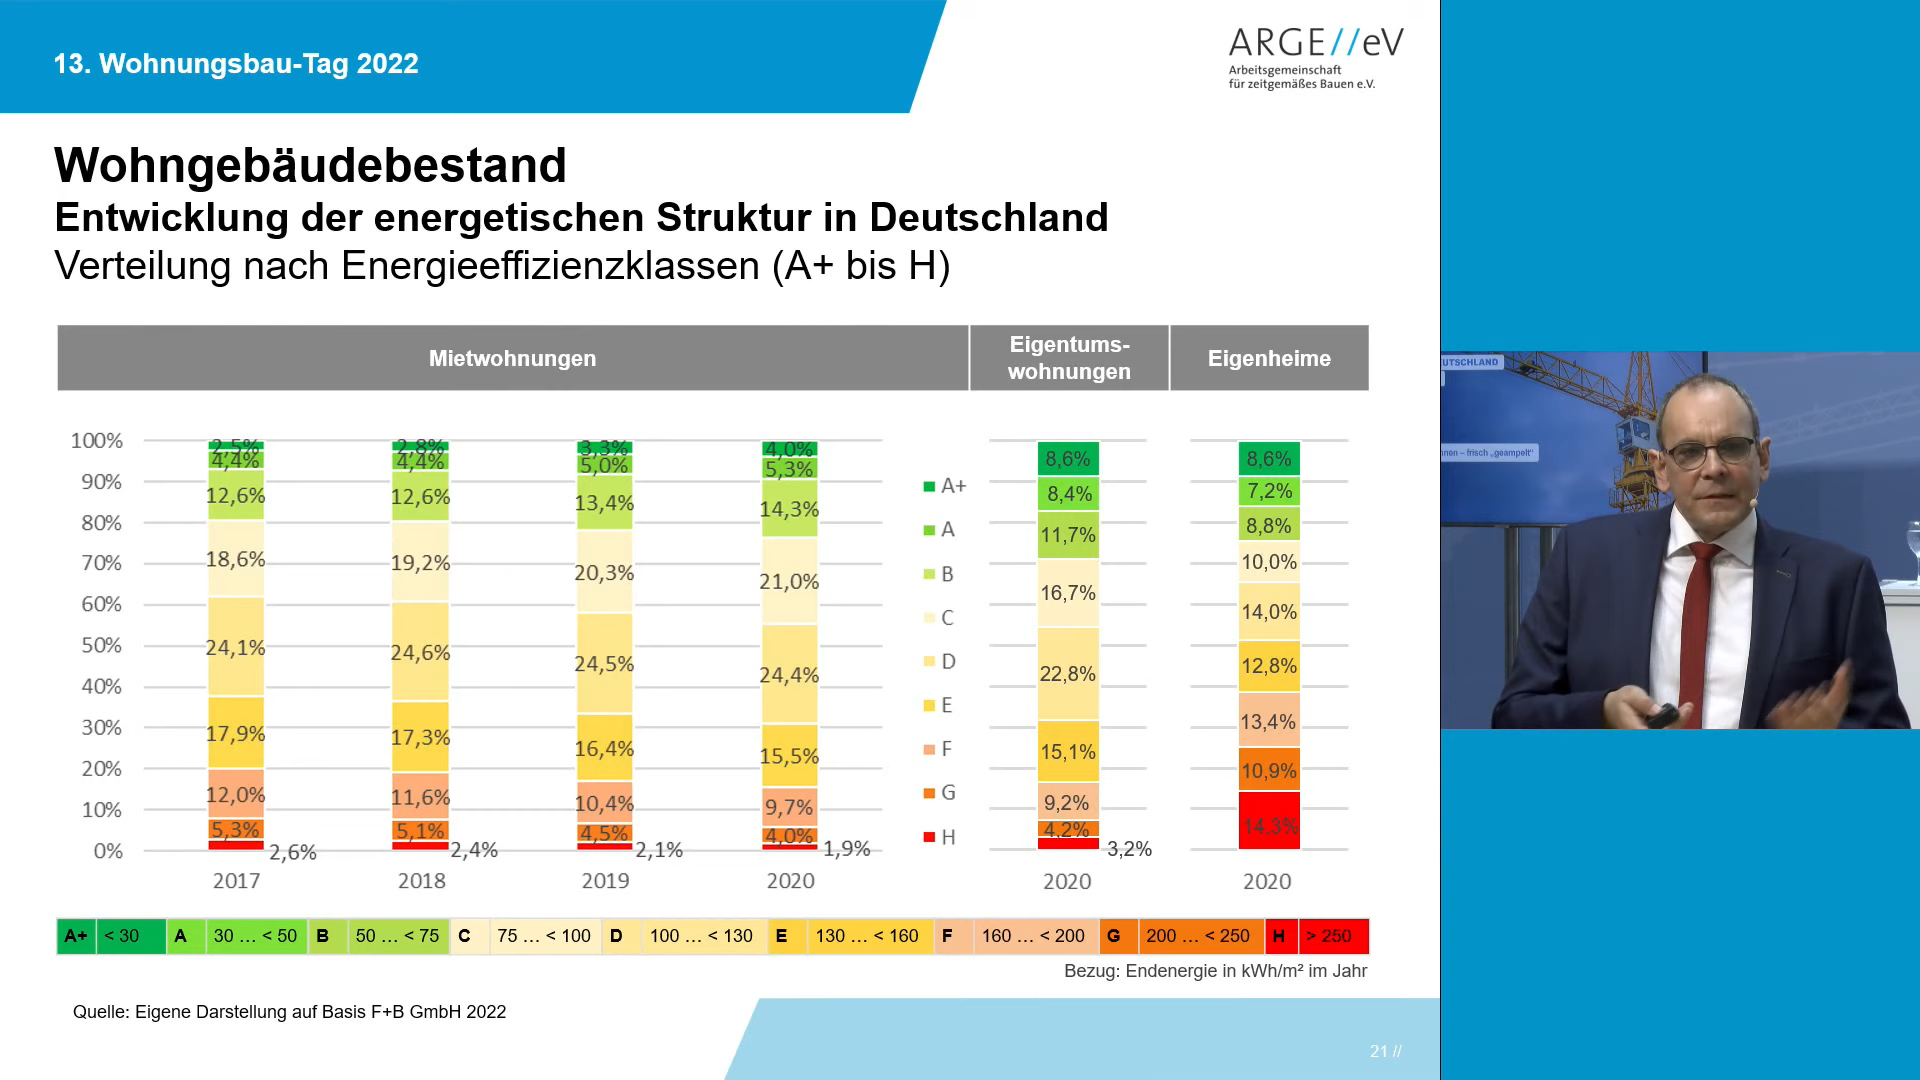 13. Wohnungsbau-Tag 2022
ARGE//eV
Arbeitsgemeinschaft
für zeitgemäßes Bauen e.V.
Wohngebäudebestand
Entwicklung der energetischen Struktur in Deutschland
Verteilung nach Energieeffizienzklassen (A+ bis H)
Mietwohnungen
Eigentums-
wohnungen
Eigenheime
100%
90%
80%
70%
60%
50%
40%
30%
20%
10%
0%
2,5%
4,4%
12,6%
18,6%
24,1%
17,9%
12,0%
5,3%
2,6%
2017
2,8%
4,4%
12,6%
19,2%
24,6%
17,3%
11,6%
5,1%
2,4%
2018
3,3%
5,0%
13,4%
20,3%
24,5%
16,4%
10,4%
4,5%
2,1%
2019
4,0%
5,3%
14,3%
21,0%
24,4%
15,5%
9,7%
4,0%
1,9%
2020
A+
A
B
C
D
E
F
G
H
8,6%
8,4%
11,7%
16,7%
22,8%
15,1%
9,2%
4,2%
3,2%
2020
8,6%
7,2%
8,8%
10,0%
14,0%
12,8%
13,4%
10,9%
14,3%
2020
A+ < 30 A 30 … < 50 B 50 … < 75 C 75 … < 100 D 100 … < 130 E 130 … < 160 F 160 … < 200 G 200 … < 250 H > 250
Bezug: Endenergie in kWh/m² im Jahr
Quelle: Eigene Darstellung auf Basis F+B GmbH 2022
21 //
UTSCHLAND
nen – frisch „geampelt"